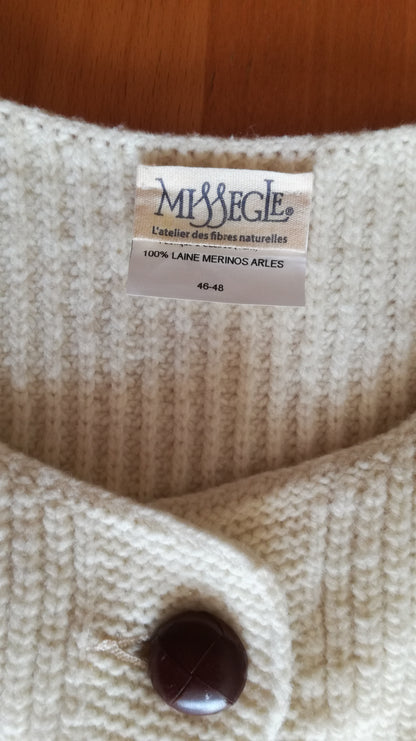 MISSEGLE®
L'atelier des fibres naturelles
100% LAINE MERINOS ARLES
46-48